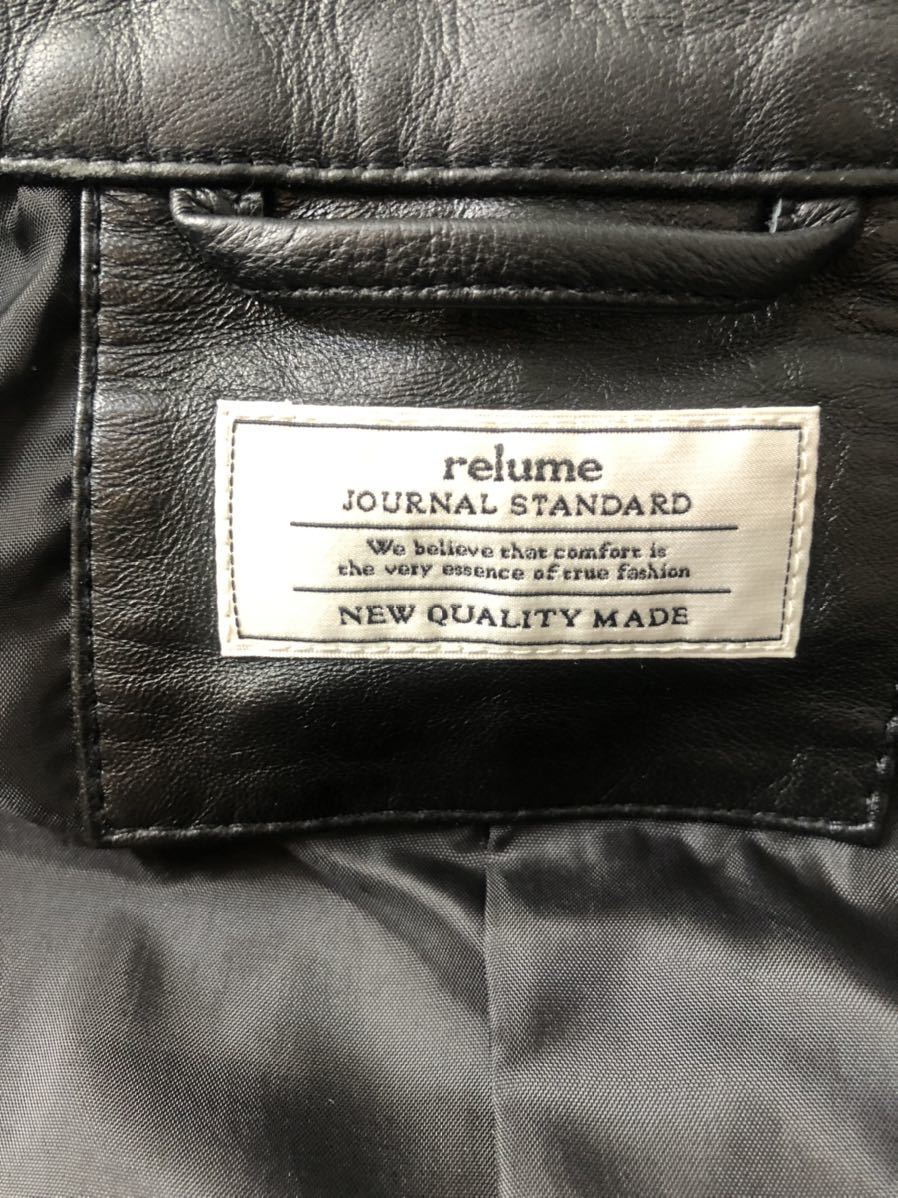 relume
JOURNAL STANDARD
We believe that comfort is
the very essence of true fashion
NEW QUALITY MADE